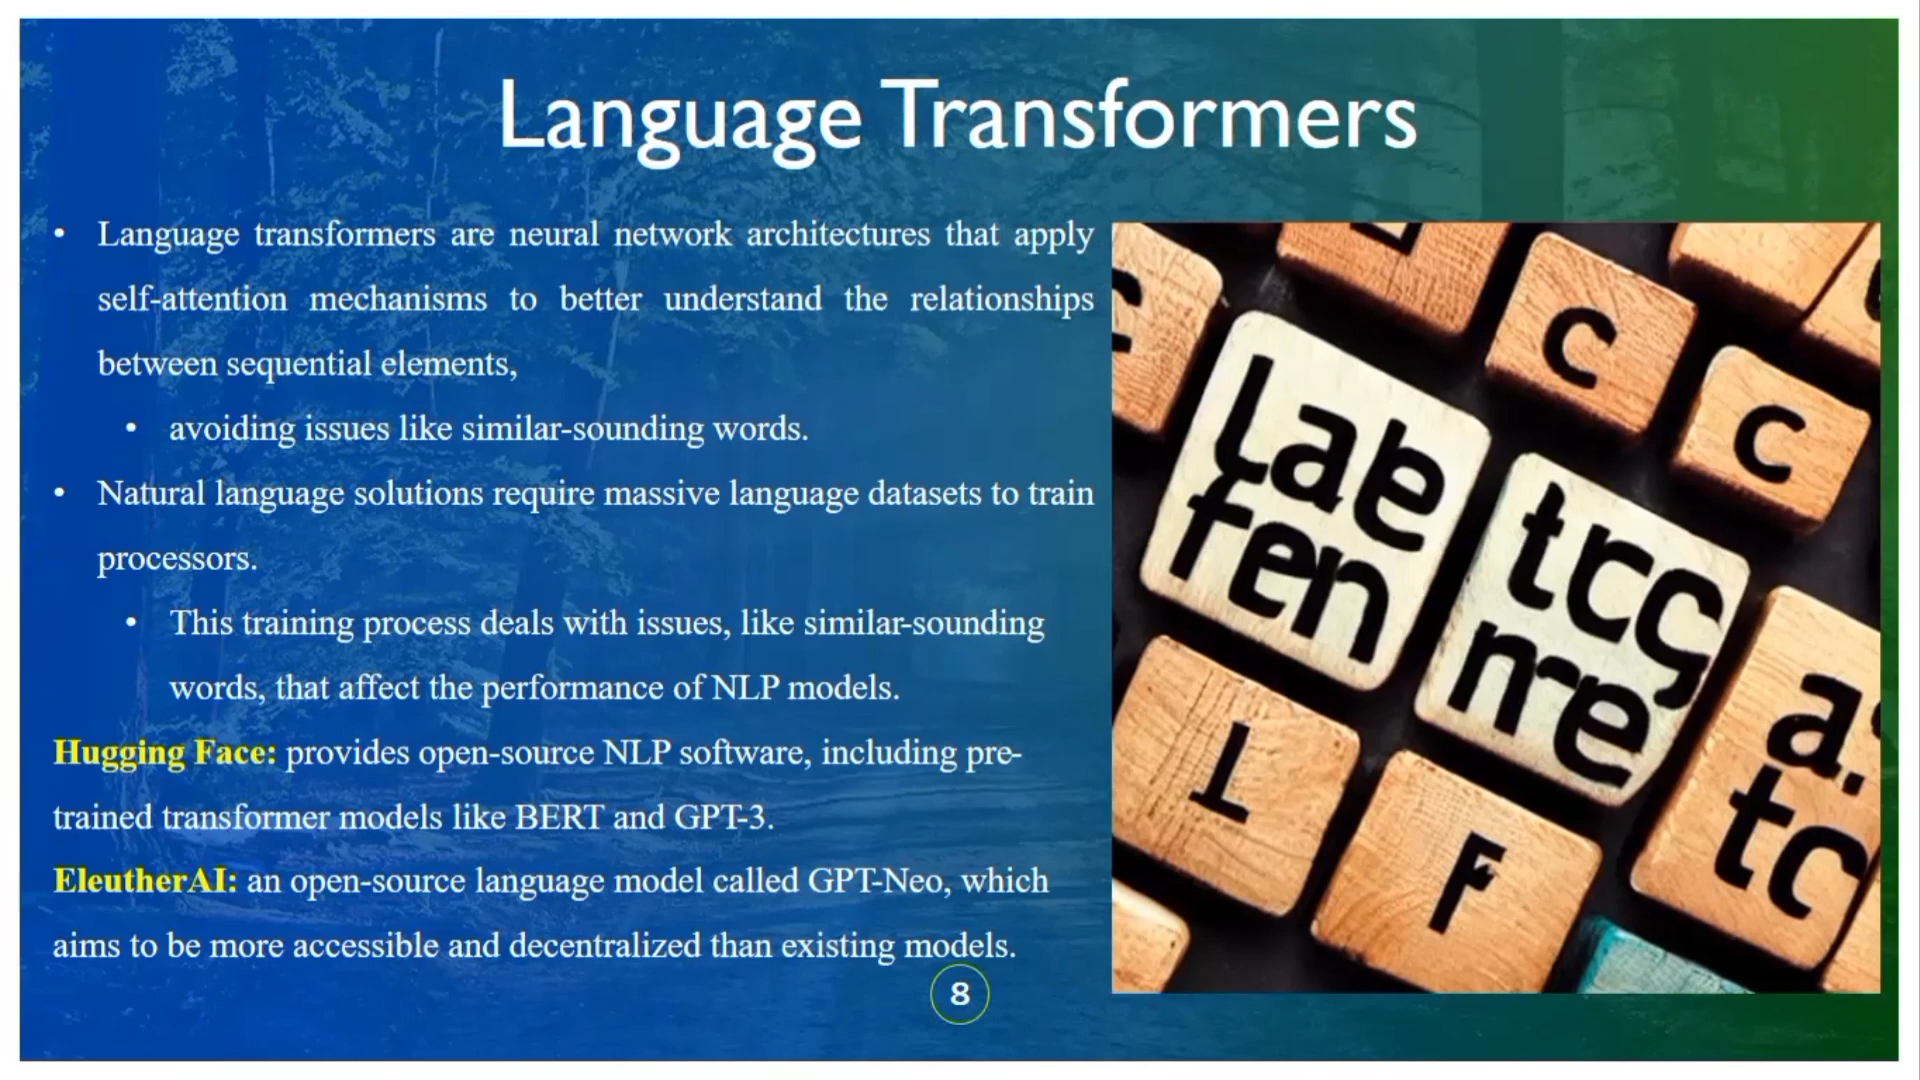 Language Transformers
• Language transformers are neural network architectures that apply
self-attention mechanisms to better understand the relationships
between sequential elements,
• avoiding issues like similar-sounding words.
• Natural language solutions require massive language datasets to train
processors.
• This training process deals with issues, like similar-sounding
words, that affect the performance of NLP models.
Hugging Face: provides open-source NLP software, including pre-
trained transformer models like BERT and GPT-3.
EleutherAI: an open-source language model called GPT-Neo, which
aims to be more accessible and decentralized than existing models.
8
C
C
fen
F